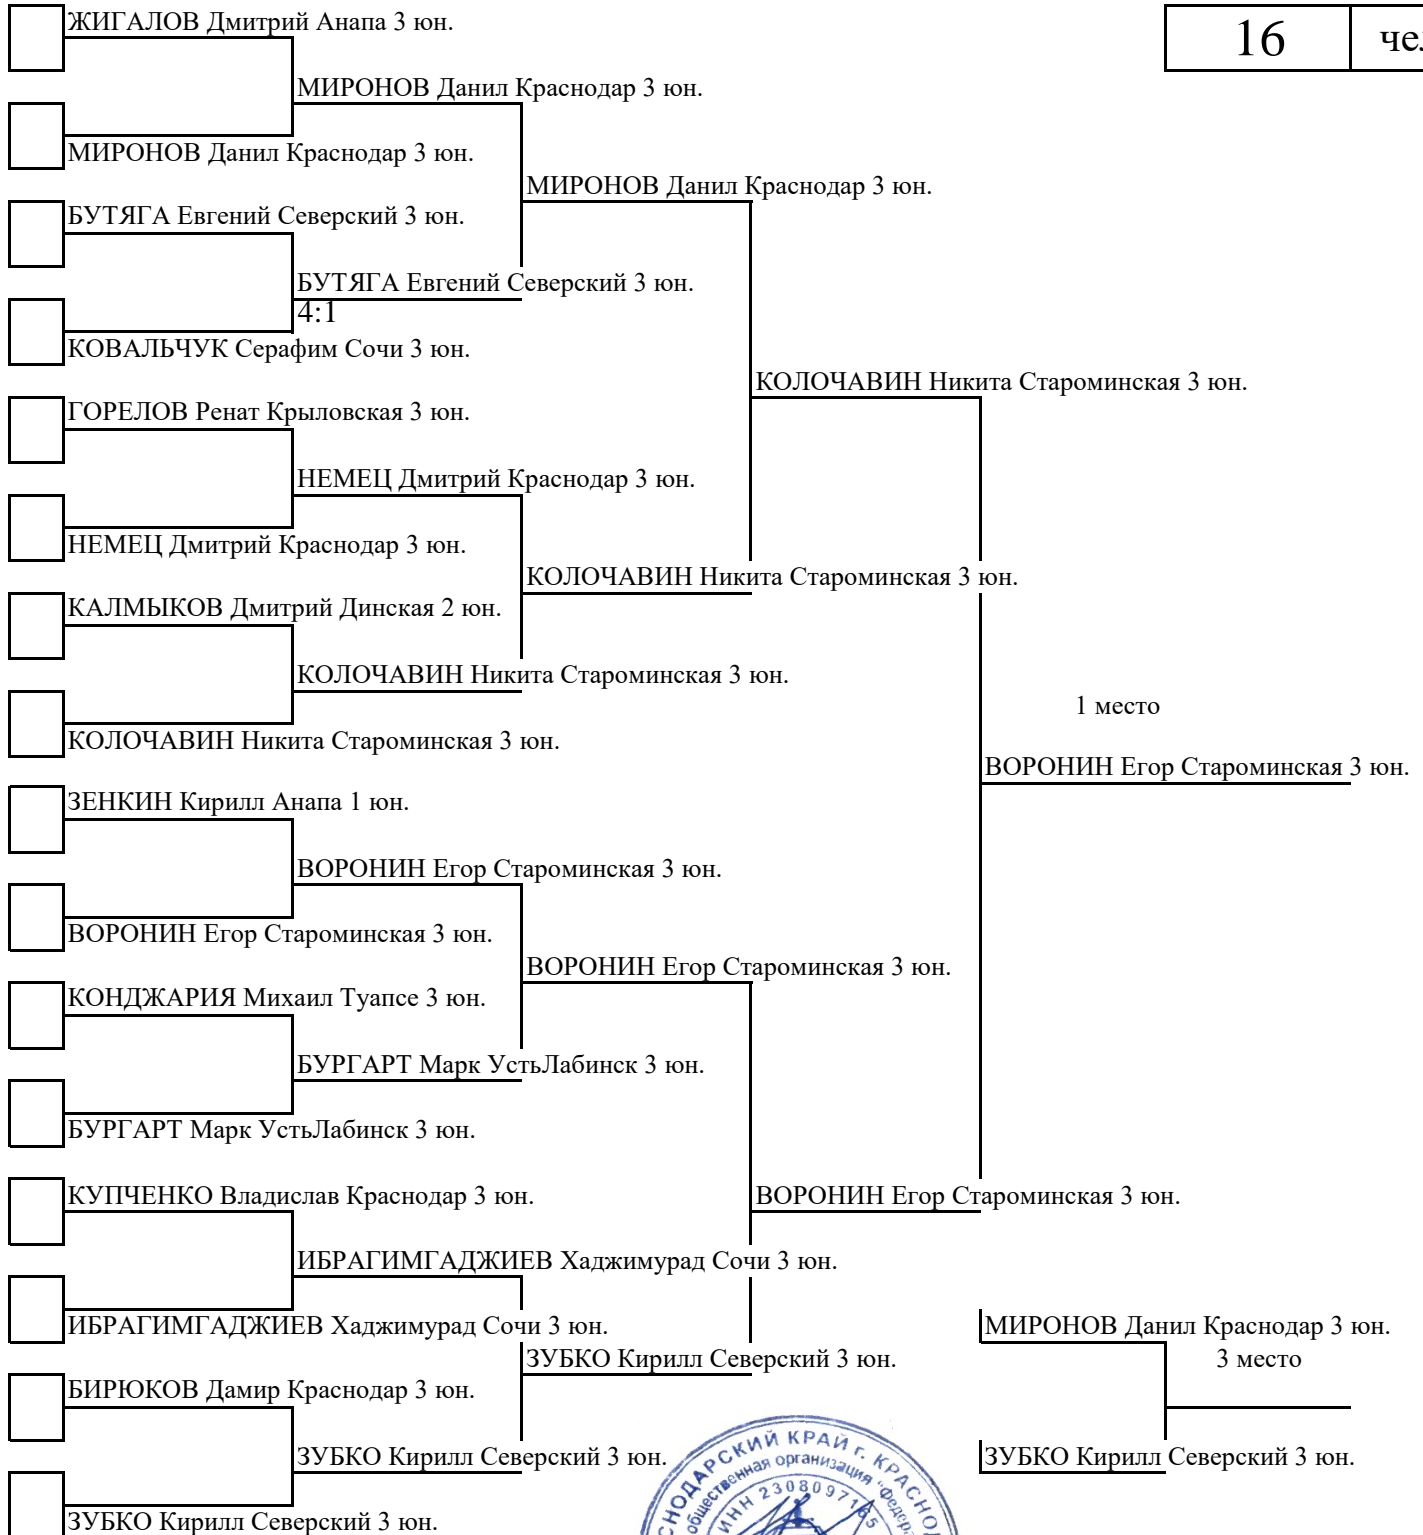 ЖИГАЛОВ Дмитрий Анапа 3 юн.
16
МИРОНОВ Данил Краснодар 3 юн.
МИРОНОВ Данил Краснодар 3 юн.
МИРОНОВ Данил Краснодар 3 юн.
БУТЯГА Евгений Северский 3 юн.
БУТЯГА Евгений Северский 3 юн.
4:1
КОВАЛЬЧУК Серафим Сочи 3 юн.
КОЛОЧАВИН Никита Староминская 3 юн.
ГОРЕЛОВ Ренат Крыловская 3 юн.
НЕМЕЦ Дмитрий Краснодар 3 юн.
НЕМЕЦ Дмитрий Краснодар 3 юн.
КОЛОЧАВИН Никита Староминская 3 юн.
КАЛМЫКОВ Дмитрий Динская 2 юн.
КОЛОЧАВИН Никита Староминская 3 юн.
1 место
КОЛОЧАВИН Никита Староминская 3 юн.
ВОРОНИН Егор Староминская 3 юн.
ЗЕНКИН Кирилл Анапа 1 юн.
ВОРОНИН Егор Староминская 3 юн.
ВОРОНИН Егор Староминская 3 юн.
ВОРОНИН Егор Староминская 3 юн.
КОНДЖАРИЯ Михаил Туапсе 3 юн.
БУРГАРТ Марк УстьЛабинск 3 юн.
БУРГАРТ Марк УстьЛабинск 3 юн.
КУПЧЕНКО Владислав Краснодар 3 юн.
ВОРОНИН Егор Староминская 3 юн.
ИБРАГИМГАДЖИЕВ Хаджимурад Сочи 3 юн.
ИБРАГИМГАДЖИЕВ Хаджимурад Сочи 3 юн.
МИРОНОВ Данил Краснодар 3 юн.
ЗУБКО Кирилл Северский 3 юн.
3 место
БИРЮКОВ Дамир Краснодар 3 юн.
ЗУБКО Кирилл Северский 3 юн.
ЗУБКО Кирилл Северский 3 юн.
ЗУБКО Кирилл Северский 3 юн.
КРАЙ г.
общественная организация
ИНН 2308097165